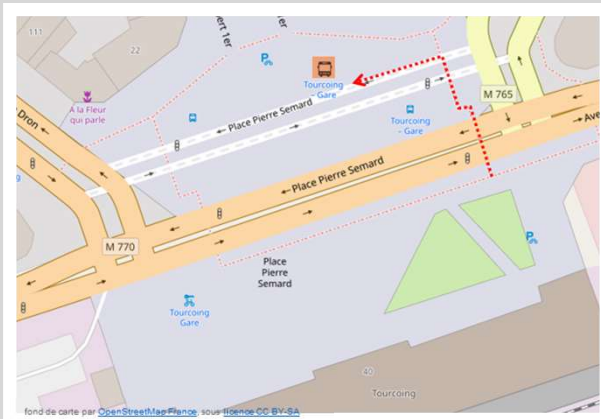 111
22
ert 1er
À la Fleur
qui parle
Tourcoing
- Gare
Place Pierre Semard
Tourcoing
- Gare
M 765
Ave
Dron
Place Pierre Semard
M 770
Place
Pierre
Semard
Tourcoing
Gare
40
Tourcoing
fond de carte par OpenStreetMap France, sous licence CC BY-SA